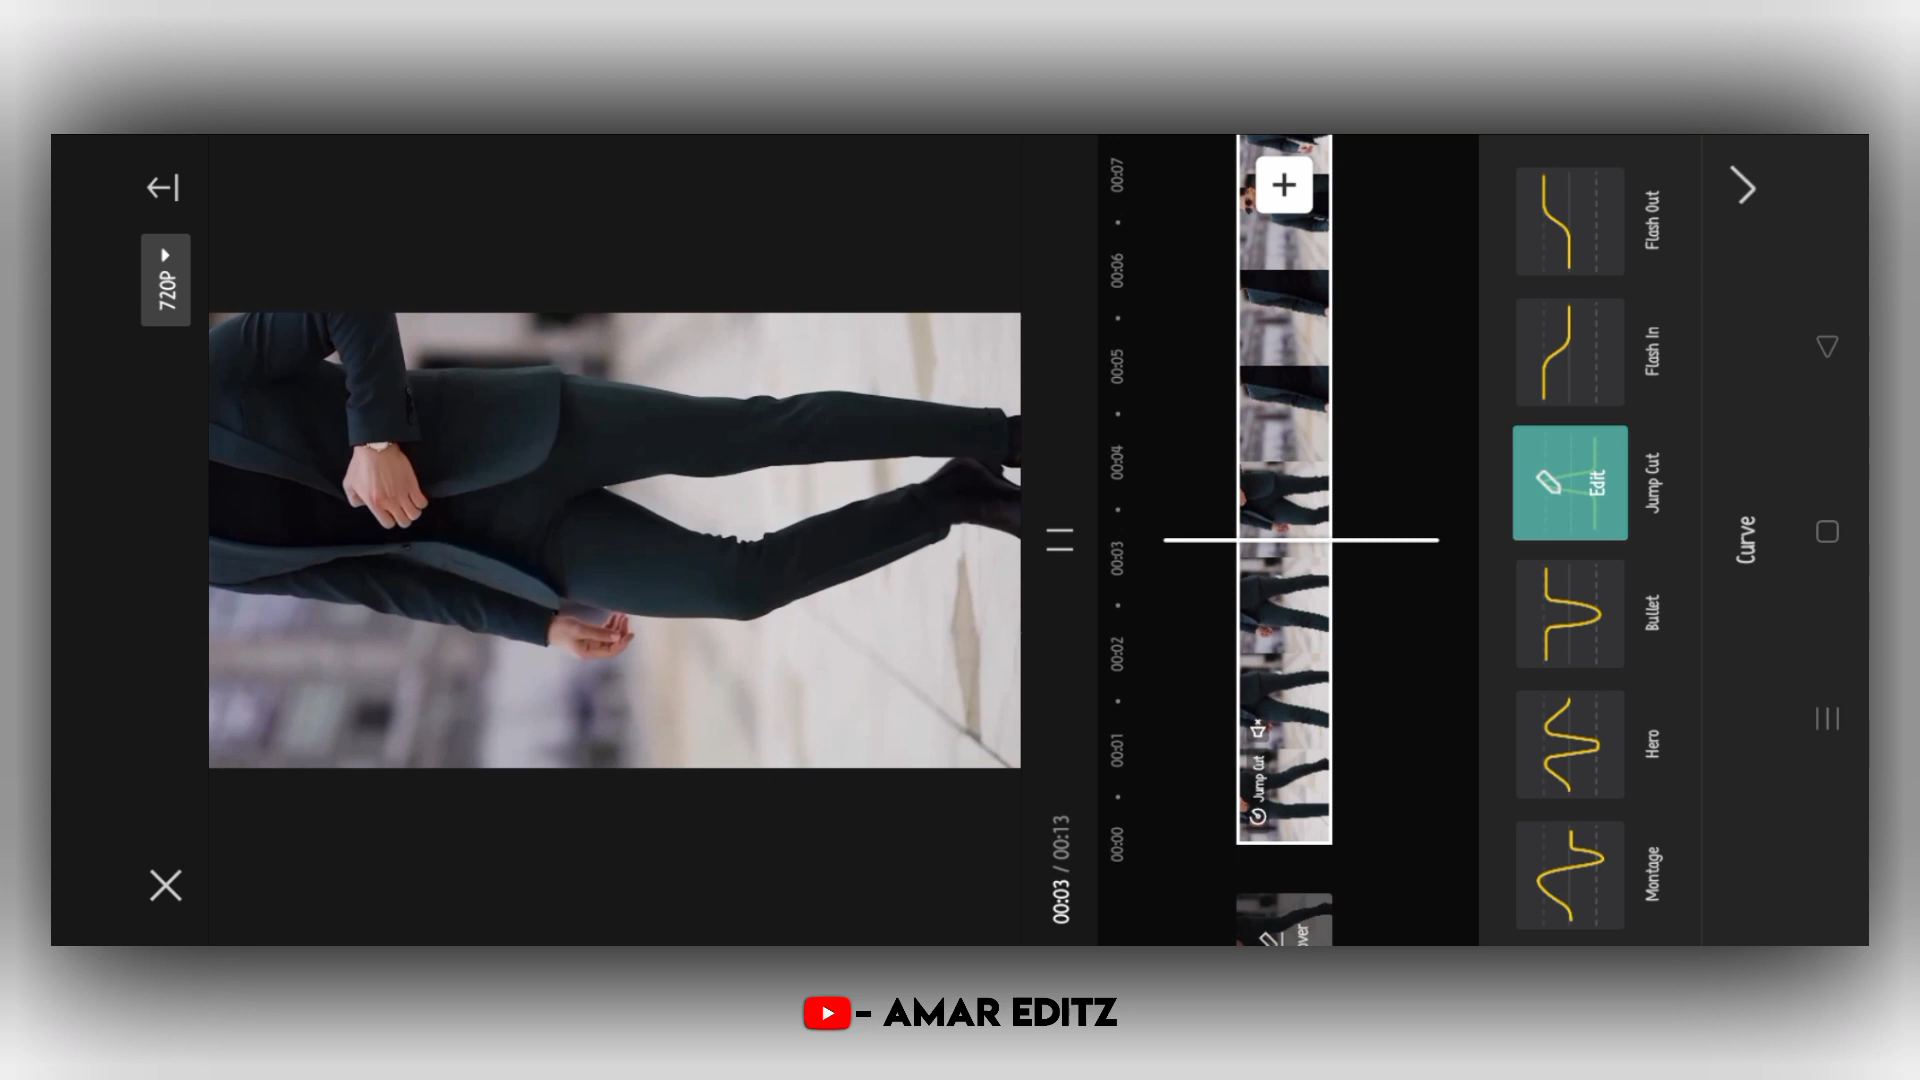 720P
00:03 / 00:13
00:00
00:01
00:02
00:03
00:04
00:05
00:06
00:07
Jump Cut
over
Montage
Hero
Bullet
Edit
Jump Cut
Flash In
Flash Out
Curve
- AMAR EDITZ